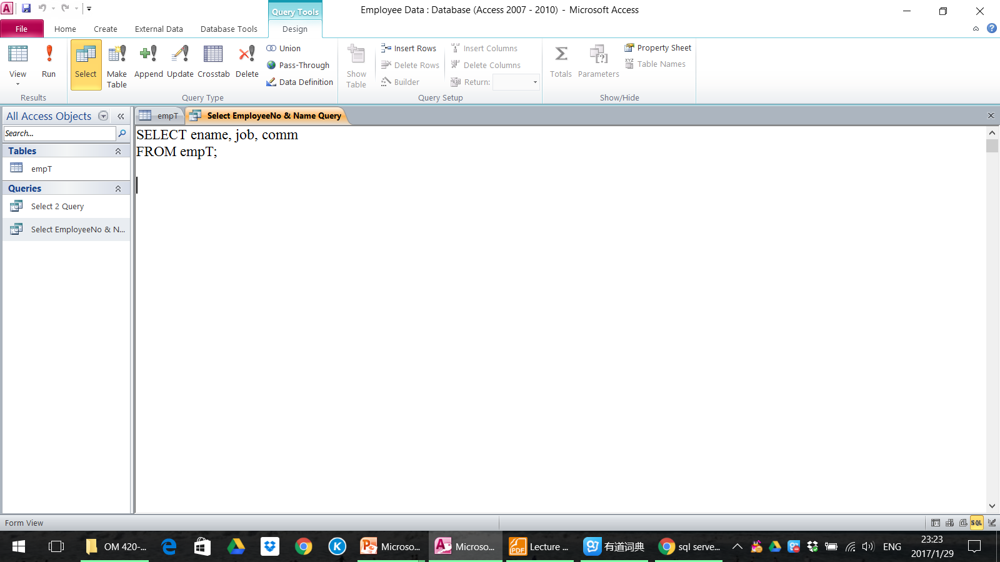 Employee Data : Database (Access 2007 - 2010) - Microsoft Access
Query Tools
File Home Create External Data Database Tools Design
View Run
Results
Select Make Table Append Update Crosstab Delete
Union
Pass-Through
Data Definition
Query Type
Show Table
Insert Rows
Delete Rows
Builder
Insert Columns
Delete Columns
Return:
Query Setup
Totals Parameters
Property Sheet
XYZ Table Names
Show/Hide
All Access Objects
Search...
Tables
empT
Queries
Select 2 Query
Select EmployeeNo & N...
empT Select EmployeeNo & Name Query
SELECT ename, job, comm
FROM empT;
Form View
SQL
OM 420-... Microso... Microso... PDF Lecture ... 有道词典 sql serve... ENG
23:23
2017/1/29